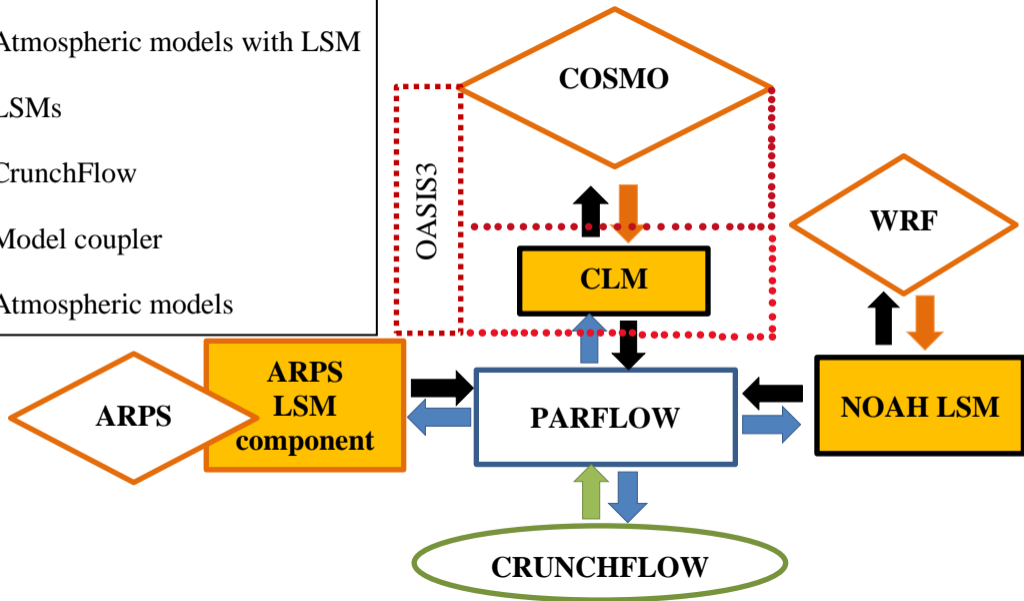 Atmospheric models with LSM
LSMs
CrunchFlow
Model coupler
Atmospheric models
COSMO
OASIS3
WRF
CLM
ARPS
ARPS
LSM
component
PARFLOW
NOAH LSM
CRUNCHFLOW